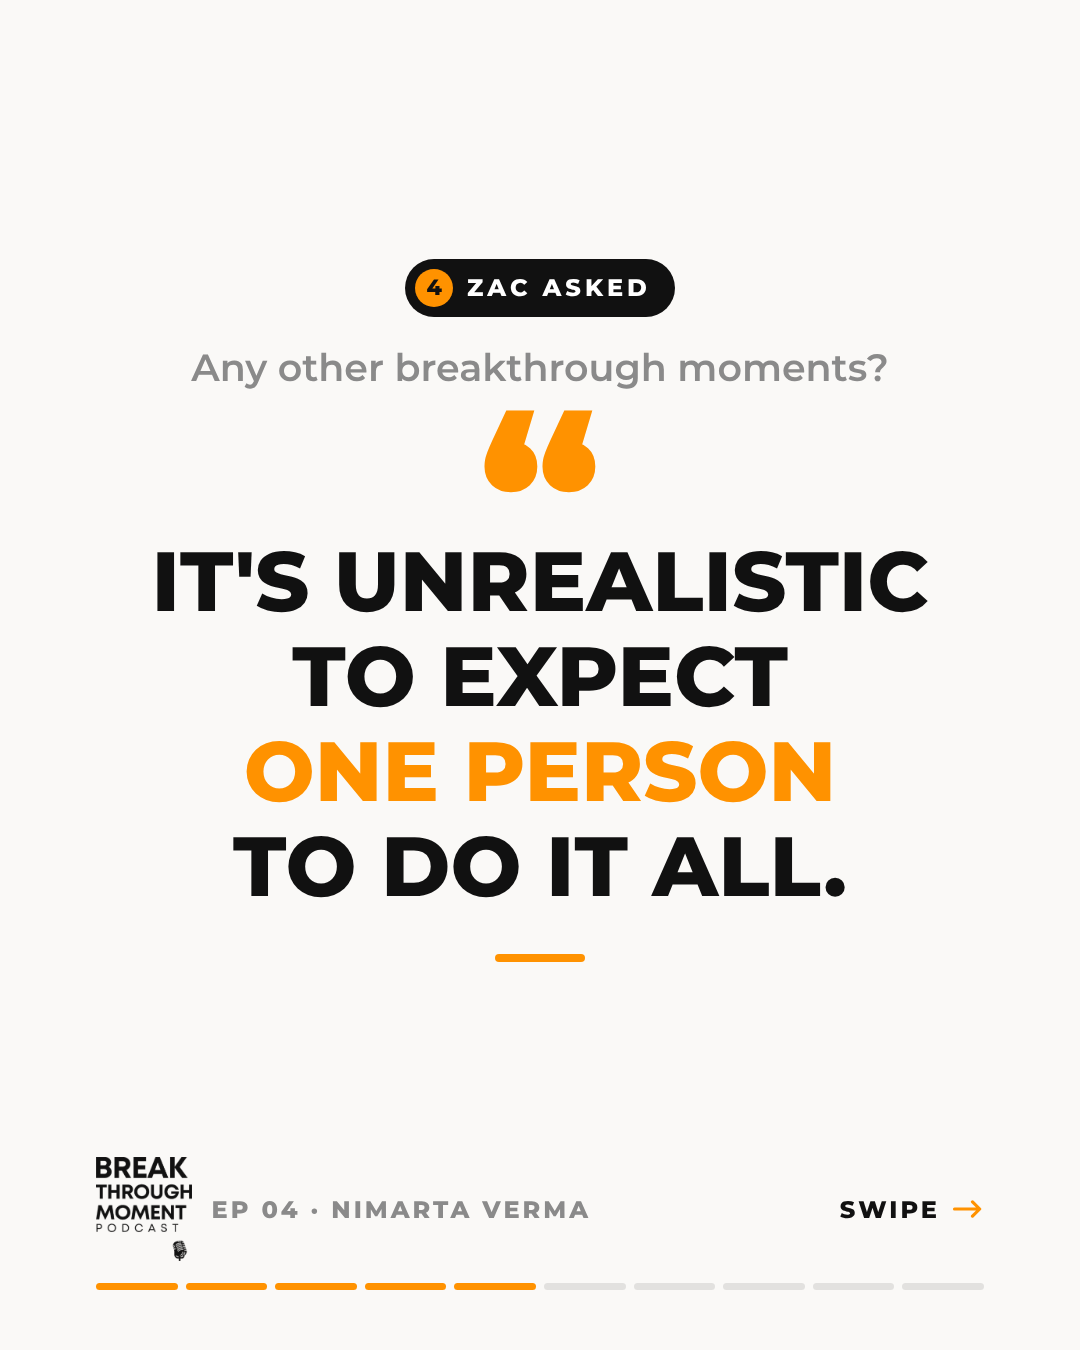 4 ZAC ASKED
Any other breakthrough moments?
“
IT'S UNREALISTIC
TO EXPECT
ONE PERSON
TO DO IT ALL.
BREAK
THROUGH
MOMENT
PODCAST
EP 04 · NIMARTA VERMA
SWIPE →